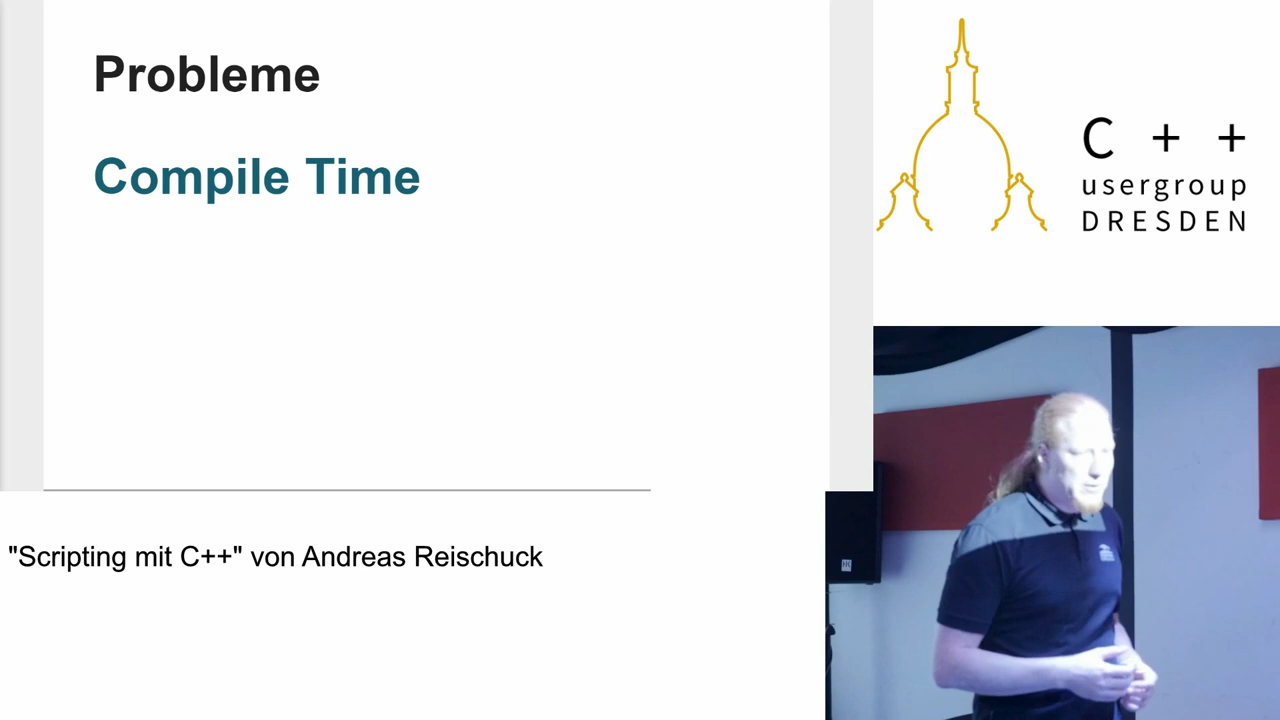 Probleme
Compile Time
C++
usergroup
DRESDEN
"Scripting mit C++" von Andreas Reischuck